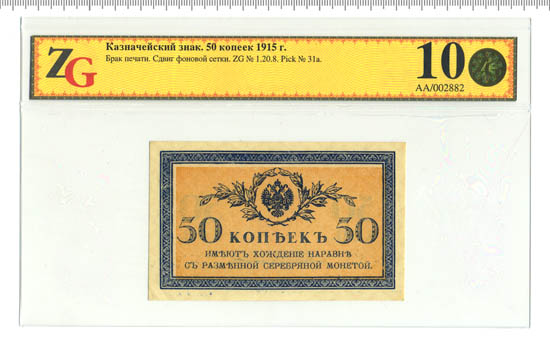 ZG
Казначейский знак. 50 копеек 1915 г.
Брак печати. Сдвиг фоновой сетки. ZG № 1.20.8. Pick № 31a.
10
AA/002882
50 КОПѢЕКЪ 50
ИМѢЮТЪ ХОЖДЕНІЕ НАРАВНѢ
СЪ РАЗМѢННОЙ СЕРЕБРЯНОЙ МОНЕТОЙ.